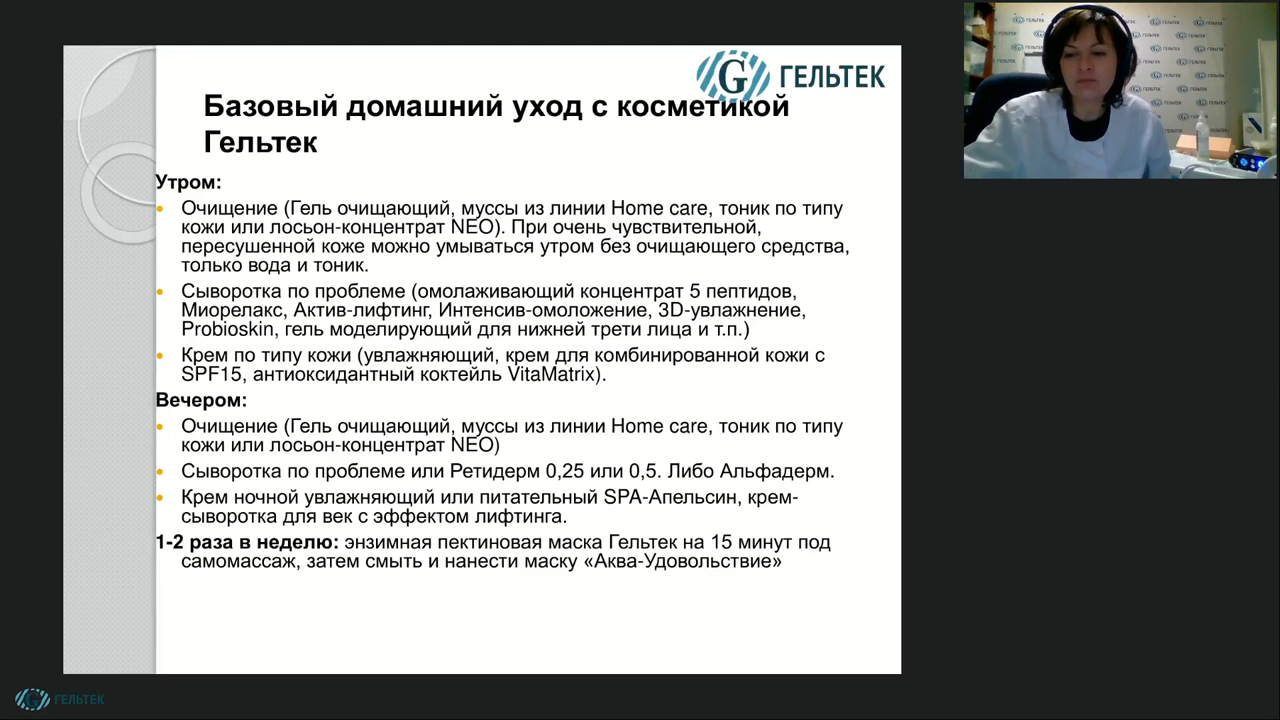 ГЕЛЬТЕК
Базовый домашний уход с косметикой
Гельтек
Утром:
Очищение (Гель очищающий, муссы из линии Home care, тоник по типу
кожи или лосьон-концентрат NEO). При очень чувствительной,
пересушенной коже можно умываться утром без очищающего средства,
только вода и тоник.
Сыворотка по проблеме (омолаживающий концентрат 5 пептидов,
Миорелакс, Актив-лифтинг, Интенсив-омоложение, 3D-увлажнение,
Probioskin, гель моделирующий для нижней трети лица и т.п.)
Крем по типу кожи (увлажняющий, крем для комбинированной кожи с
SPF15, антиоксидантный коктейль VitaMatrix).
Вечером:
Очищение (Гель очищающий, муссы из линии Home care, тоник по типу
кожи или лосьон-концентрат NEO)
Сыворотка по проблеме или Ретидерм 0,25 или 0,5. Либо Альфадерм.
Крем ночной увлажняющий или питательный SPA-Апельсин, крем-
сыворотка для век с эффектом лифтинга.
1-2 раза в неделю: энзимная пектиновая маска Гельтек на 15 минут под
самомассаж, затем смыть и нанести маску «Аква-Удовольствие»
ГЕЛЬТЕК